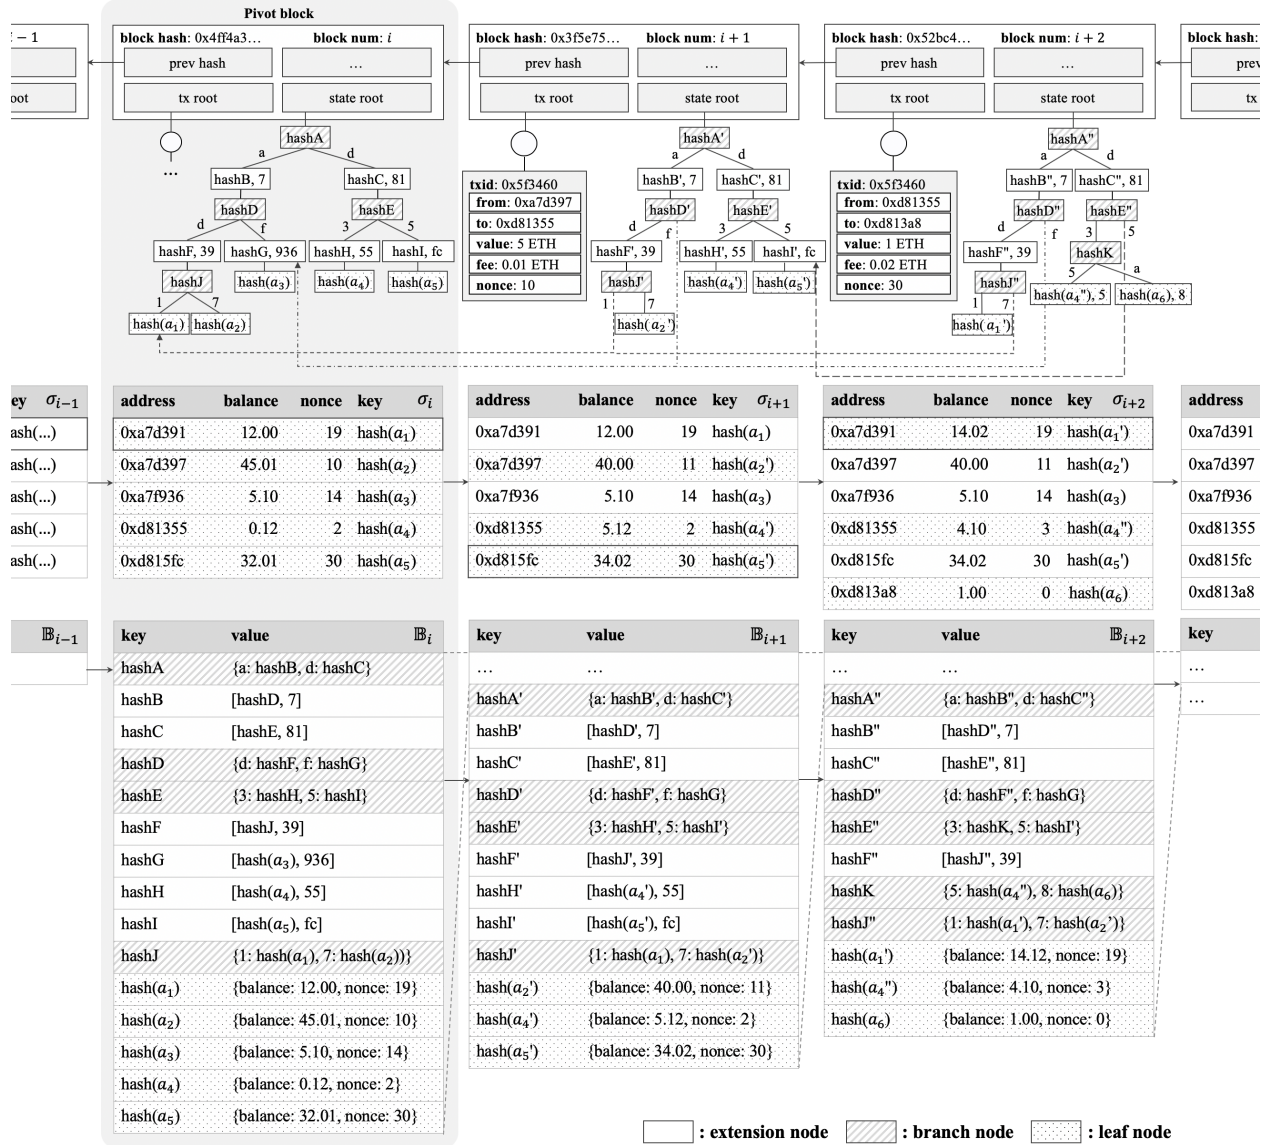 Pivot block
i − 1
block hash: 0x4ff4a3… block num: i
block hash: 0x3f5e75… block num: i + 1
block hash: 0x52bc4… block num: i + 2
block hash:
prev hash …
prev hash …
prev hash …
prev
oot
tx root state root
tx root state root
tx root state root
tx
hashA
a d
hashB, 7 hashC, 81
hashD hashE
d f 3 5
hashF, 39 hashG, 936 hashH, 55 hashI, fc
hashJ hash(a₃) hash(a₄) hash(a₅)
1 7
hash(a₁) hash(a₂)
…
txid: 0x5f3460
from: 0xa7d397
to: 0xd81355
value: 5 ETH
fee: 0.01 ETH
nonce: 10
hashA'
a d
hashB', 7 hashC', 81
hashD' hashE'
d f 3 5
hashF', 39 hashH', 55 hashI', fc
hashJ' hash(a₄') hash(a₅')
1 7
hash(a₂')
txid: 0x5f3460
from: 0xd81355
to: 0xd813a8
value: 1 ETH
fee: 0.02 ETH
nonce: 30
hashA"
a d
hashB", 7 hashC", 81
hashD" hashE"
d f 3 5
hashF", 39 hashK
hashJ" 5 a
hash(a₄"), 5 hash(a₆), 8
1 7
hash(a₁')
ey σᵢ₋₁
ash(...)
ash(...)
ash(...)
ash(...)
ash(...)
address balance nonce key σᵢ
0xa7d391 12.00 19 hash(a₁)
0xa7d397 45.01 10 hash(a₂)
0xa7f936 5.10 14 hash(a₃)
0xd81355 0.12 2 hash(a₄)
0xd815fc 32.01 30 hash(a₅)
address balance nonce key σᵢ₊₁
0xa7d391 12.00 19 hash(a₁)
0xa7d397 40.00 11 hash(a₂')
0xa7f936 5.10 14 hash(a₃)
0xd81355 5.12 2 hash(a₄')
0xd815fc 34.02 30 hash(a₅')
address balance nonce key σᵢ₊₂
0xa7d391 14.02 19 hash(a₁')
0xa7d397 40.00 11 hash(a₂')
0xa7f936 5.10 14 hash(a₃)
0xd81355 4.10 3 hash(a₄")
0xd815fc 34.02 30 hash(a₅')
0xd813a8 1.00 0 hash(a₆)
address
0xa7d391
0xa7d397
0xa7f936
0xd81355
0xd815fc
0xd813a8
𝔹ᵢ₋₁
key value 𝔹ᵢ
hashA {a: hashB, d: hashC}
hashB [hashD, 7]
hashC [hashE, 81]
hashD {d: hashF, f: hashG}
hashE {3: hashH, 5: hashI}
hashF [hashJ, 39]
hashG [hash(a₃), 936]
hashH [hash(a₄), 55]
hashI [hash(a₅), fc]
hashJ {1: hash(a₁), 7: hash(a₂))}
hash(a₁) {balance: 12.00, nonce: 19}
hash(a₂) {balance: 45.01, nonce: 10}
hash(a₃) {balance: 5.10, nonce: 14}
hash(a₄) {balance: 0.12, nonce: 2}
hash(a₅) {balance: 32.01, nonce: 30}
key value 𝔹ᵢ₊₁
… …
hashA' {a: hashB', d: hashC'}
hashB' [hashD', 7]
hashC' [hashE', 81]
hashD' {d: hashF', f: hashG}
hashE' {3: hashH', 5: hashI'}
hashF' [hashJ', 39]
hashH' [hash(a₄'), 55]
hashI' [hash(a₅'), fc]
hashJ' {1: hash(a₁), 7: hash(a₂')}
hash(a₂') {balance: 40.00, nonce: 11}
hash(a₄') {balance: 5.12, nonce: 2}
hash(a₅') {balance: 34.02, nonce: 30}
key value 𝔹ᵢ₊₂
… …
hashA" {a: hashB", d: hashC"}
hashB" [hashD", 7]
hashC" [hashE", 81]
hashD" {d: hashF", f: hashG}
hashE" {3: hashK, 5: hashI'}
hashF" [hashJ", 39]
hashK {5: hash(a₄"), 8: hash(a₆)}
hashJ" {1: hash(a₁'), 7: hash(a₂’)}
hash(a₁') {balance: 14.12, nonce: 19}
hash(a₄") {balance: 4.10, nonce: 3}
hash(a₆) {balance: 1.00, nonce: 0}
key
…
…
: extension node : branch node : leaf node